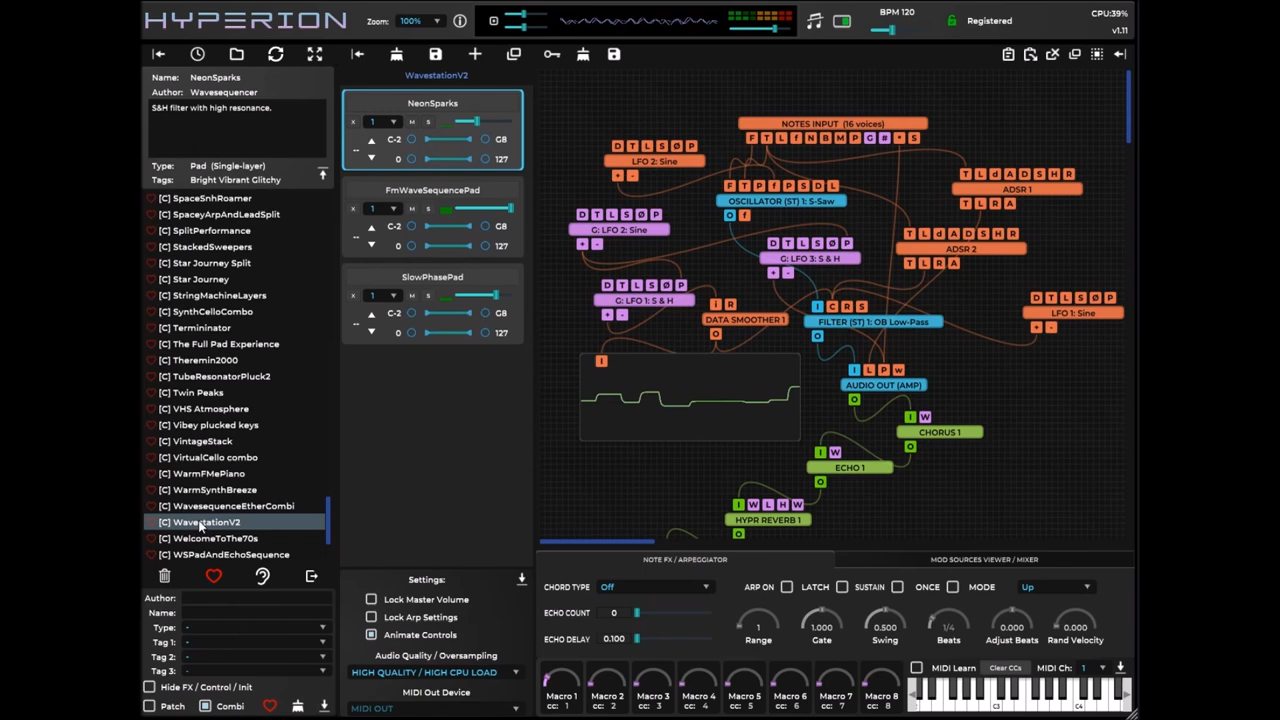 HYPERION
Zoom: 100%
BPM 120
Registered
CPU:39%
v1.11
Name: NeonSparks
Author: Wavesequencer
S&H filter with high resonance.
Type: Pad (Single-layer)
Tags: Bright Vibrant Glitchy
[C] SpaceSnhRoamer
[C] SpaceyArpAndLeadSplit
[C] SplitPerformance
[C] StackedSweepers
[C] Star Journey Split
[C] Star Journey
[C] StringMachineLayers
[C] SynthCelloCombo
[C] Termininator
[C] The Full Pad Experience
[C] Theremin2000
[C] TubeResonatorPluck2
[C] Twin Peaks
[C] VHS Atmosphere
[C] Vibey plucked keys
[C] VintageStack
[C] VirtualCello combo
[C] WarmFMePiano
[C] WarmSynthBreeze
[C] WavesequenceEtherCombi
[C] WavestationV2
[C] WelcomeToThe70s
[C] WSPadAndEchoSequence
Author:
Name:
Type: -
Tag 1: -
Tag 2: -
Tag 3: -
Hide FX / Control / Init
Patch Combi
WavestationV2
NeonSparks
X 1 M S
C-2 G8
0 127
FmWaveSequencePad
X 1 M S
C-2 G8
0 127
SlowPhasePad
X 1 M S
C-2 G8
0 127
Settings:
Lock Master Volume
Lock Arp Settings
Animate Controls
Audio Quality / Oversampling
HIGH QUALITY / HIGH CPU LOAD
MIDI Out Device
MIDI OUT
NOTES INPUT (16 voices)
F T L f N B M P G # * S
D T L S Ø P
LFO 2: Sine
+ -
F T P f P S D L
OSCILLATOR (ST) 1: S-Saw
O f
T L d A D S H R
ADSR 1
T L R A
D T L S Ø P
G: LFO 2: Sine
+ -
D T L S Ø P
G: LFO 3: S & H
+ -
T L d A D S H R
ADSR 2
T L R A
D T L S Ø P
G: LFO 1: S & H
+ -
i R
DATA SMOOTHER 1
O
I C R S
FILTER (ST) 1: OB Low-Pass
O
D T L S Ø P
LFO 1: Sine
+ -
I
I L P w
AUDIO OUT (AMP)
O
I W
CHORUS 1
O
I W
ECHO 1
O
I W L H W
HYPR REVERB 1
O
NOTE FX / ARPEGGIATOR
MOD SOURCES VIEWER / MIXER
CHORD TYPE Off
ARP ON LATCH SUSTAIN ONCE MODE Up
ECHO COUNT 0
ECHO DELAY 0.100
1 1.000 0.500 1/4 0.000 0.000
Range Gate Swing Beats Adjust Beats Rand Velocity
Macro 1 Macro 2 Macro 3 Macro 4 Macro 5 Macro 6 Macro 7 Macro 8
cc: 1 cc: 2 cc: 3 cc: 4 cc: 5 cc: 6 cc: 7 cc: 8
MIDI Learn Clear CCs MIDI Ch: 1
C3 C4